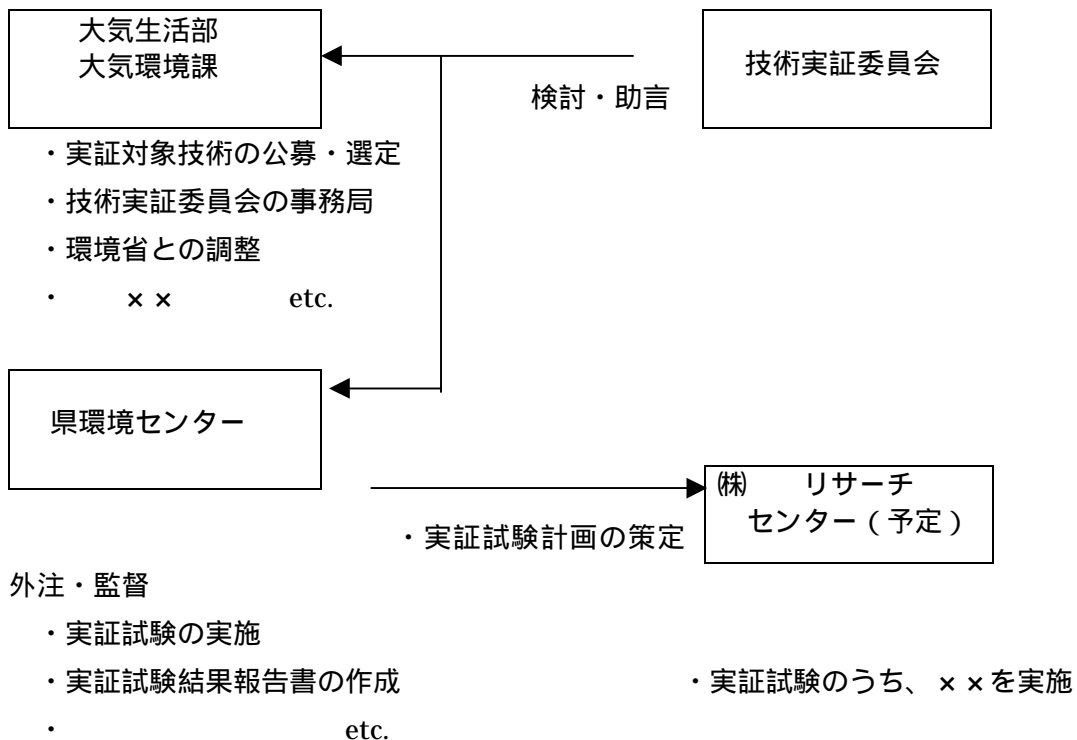 大気生活部
大気環境課
技術実証委員会
検討・助言
・実証対象技術の公募・選定
・技術実証委員会の事務局
・環境省との調整
・ ×× etc.
県環境センター
㈱ リサーチ
センター(予定)
・実証試験計画の策定
外注・監督
・実証試験の実施
・実証試験結果報告書の作成
・実証試験のうち、××を実施
・ etc.